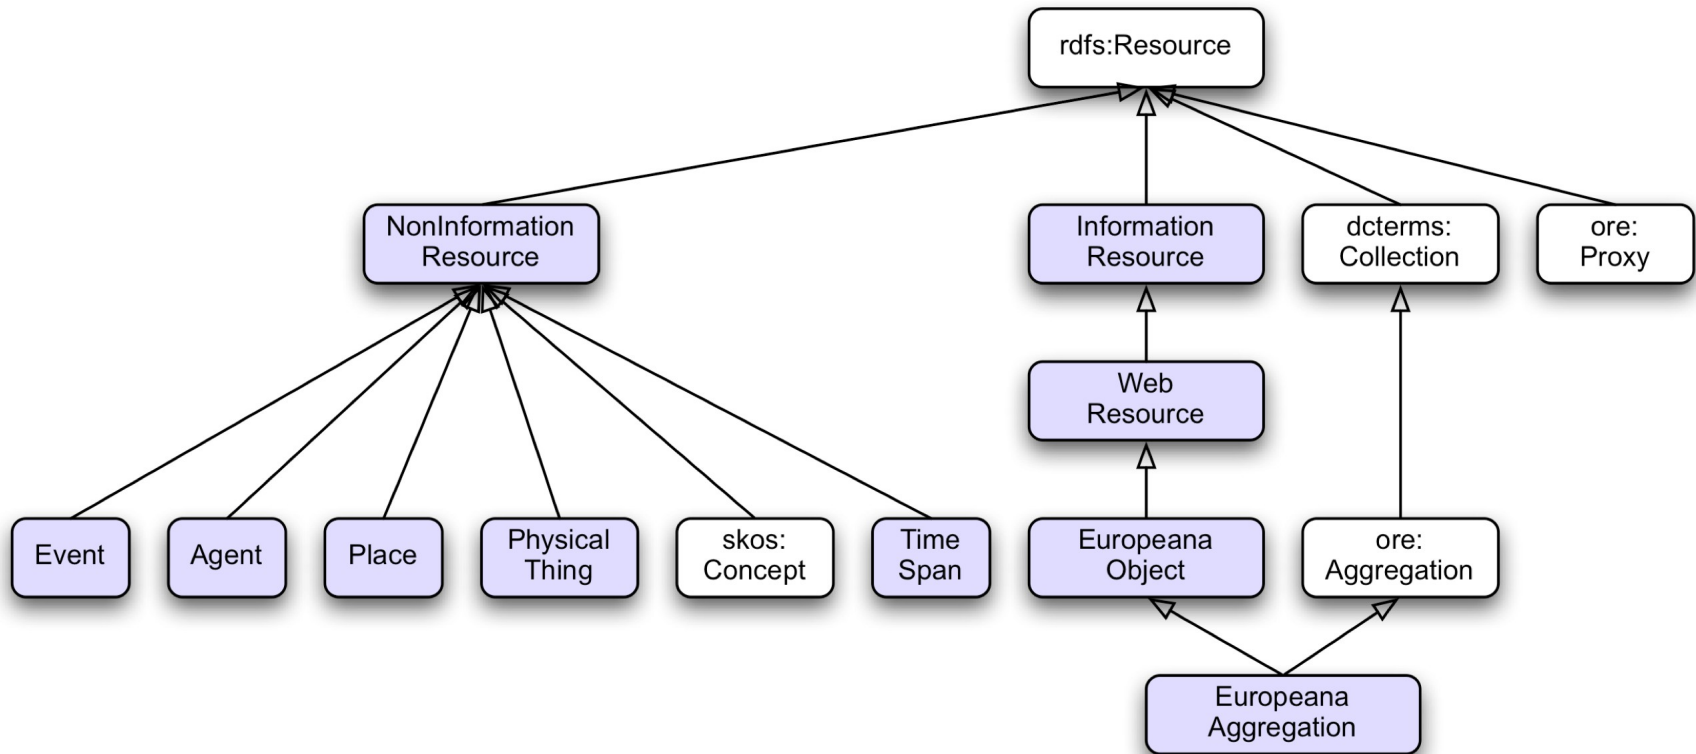 rdfs:Resource
NonInformation
Resource
Information
Resource
dcterms:
Collection
ore:
Proxy
Web
Resource
Event
Agent
Place
Physical
Thing
skos:
Concept
Time
Span
Europeana
Object
ore:
Aggregation
Europeana
Aggregation